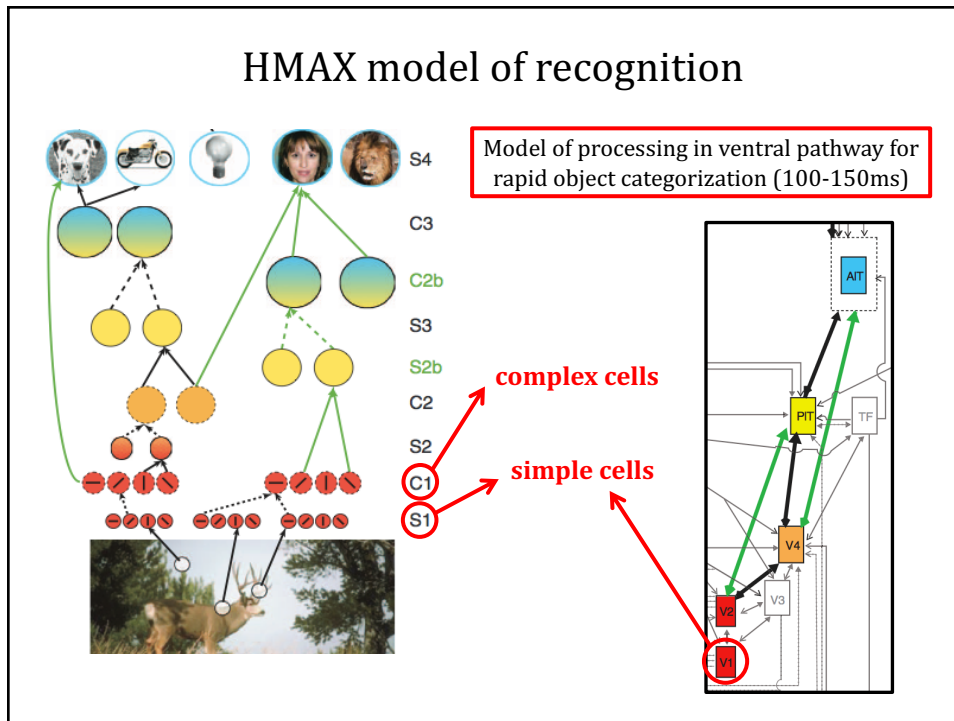 HMAX model of recognition
Model of processing in ventral pathway for
rapid object categorization (100-150ms)
S4
C3
C2b
S3
S2b
C2
S2
C1
S1
complex cells
simple cells
AIT
PIT
TF
V4
V3
V2
V1